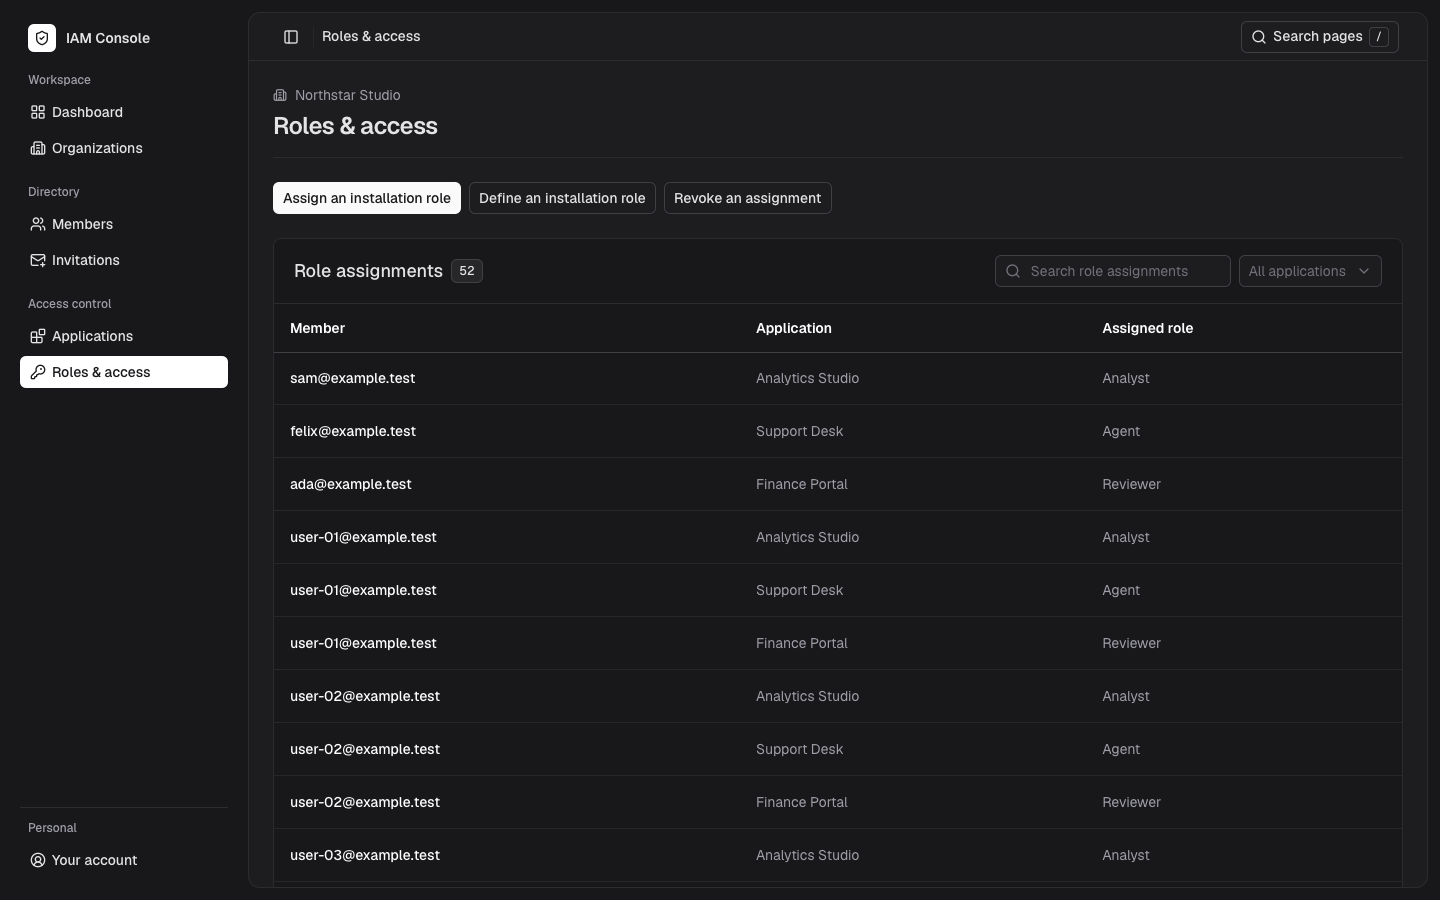 IAM Console
Workspace
Dashboard
Organizations
Directory
Members
Invitations
Access control
Applications
Roles & access
Personal
Your account
Roles & access
Search pages /
Northstar Studio
Roles & access
Assign an installation role
Define an installation role
Revoke an assignment
Role assignments 52
Search role assignments
All applications
Member Application Assigned role
sam@example.test Analytics Studio Analyst
felix@example.test Support Desk Agent
ada@example.test Finance Portal Reviewer
user-01@example.test Analytics Studio Analyst
user-01@example.test Support Desk Agent
user-01@example.test Finance Portal Reviewer
user-02@example.test Analytics Studio Analyst
user-02@example.test Support Desk Agent
user-02@example.test Finance Portal Reviewer
user-03@example.test Analytics Studio Analyst